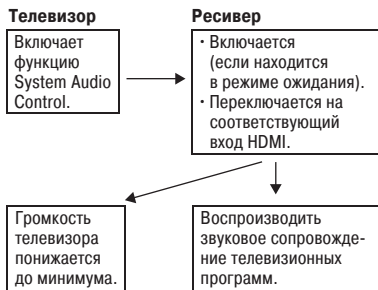 Телевизор
Включает
функцию
System Audio
Control.
Ресивер
· Включается
(если находится
в режиме ожидания).
· Переключается на
соответствующий
вход HDMI.
Громкость
телевизора
понижается
до минимума.
Воспроизводить
звуковое сопровожде-
ние телевизионных
программ.